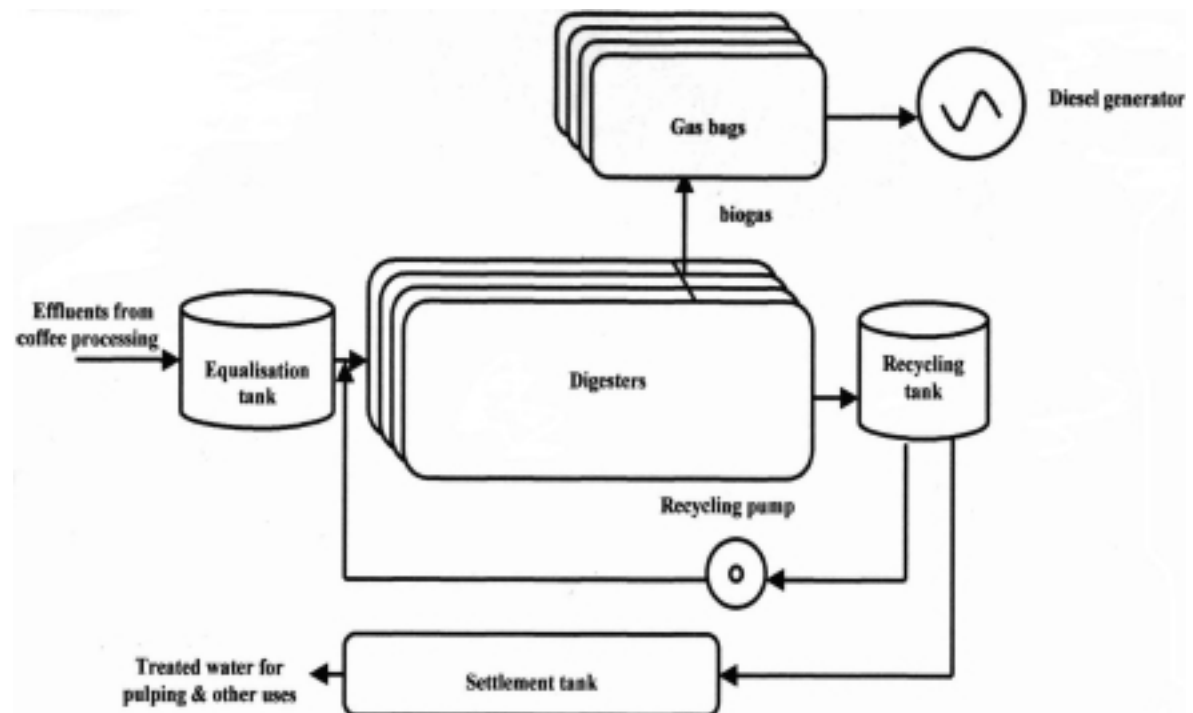 Gas bags
Diesel generator
biogas
Effluents from
coffee processing
Equalisation
tank
Digesters
Recycling
tank
Recycling pump
Treated water for
pulping & other uses
Settlement tank